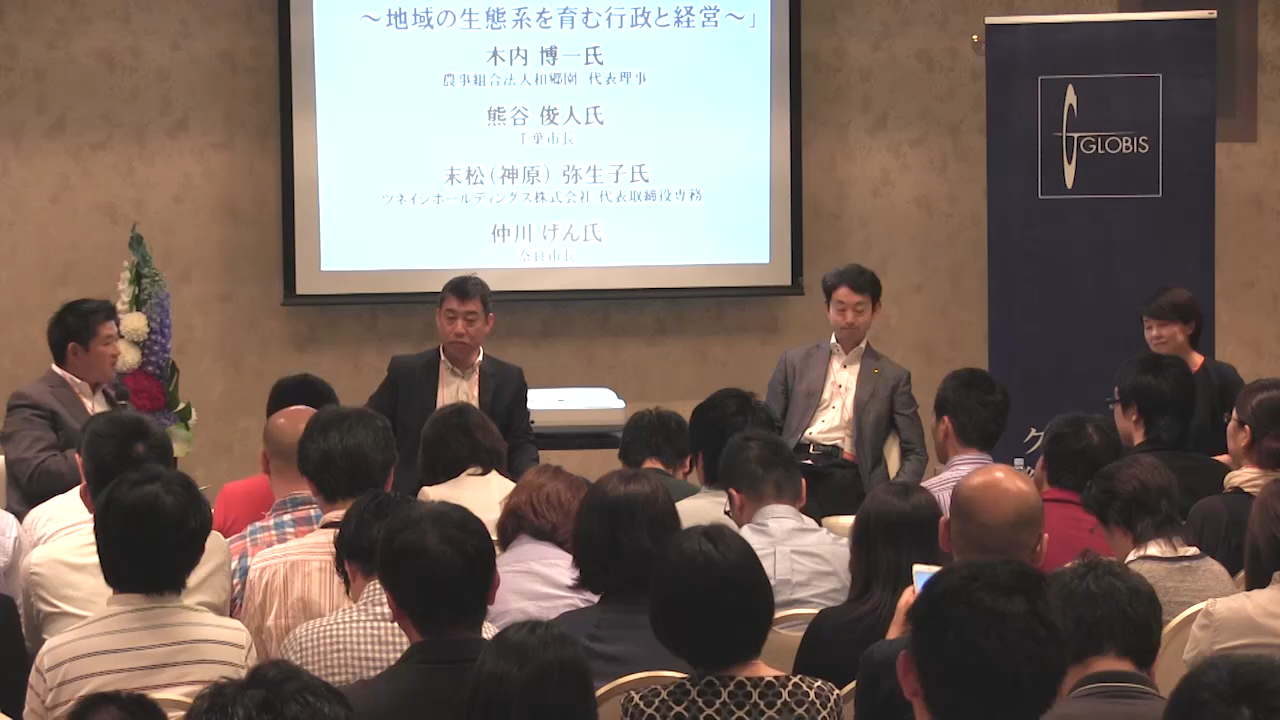 ～地域の生態系を育む行政と経営～」
木内 博一氏
農事組合法人和郷園 代表理事
熊谷 俊人氏
千葉市長
末松(神原) 弥生子氏
ツネイシホールディングス株式会社 代表取締役専務
仲川 げん氏
奈良市長
GLOBIS
グ